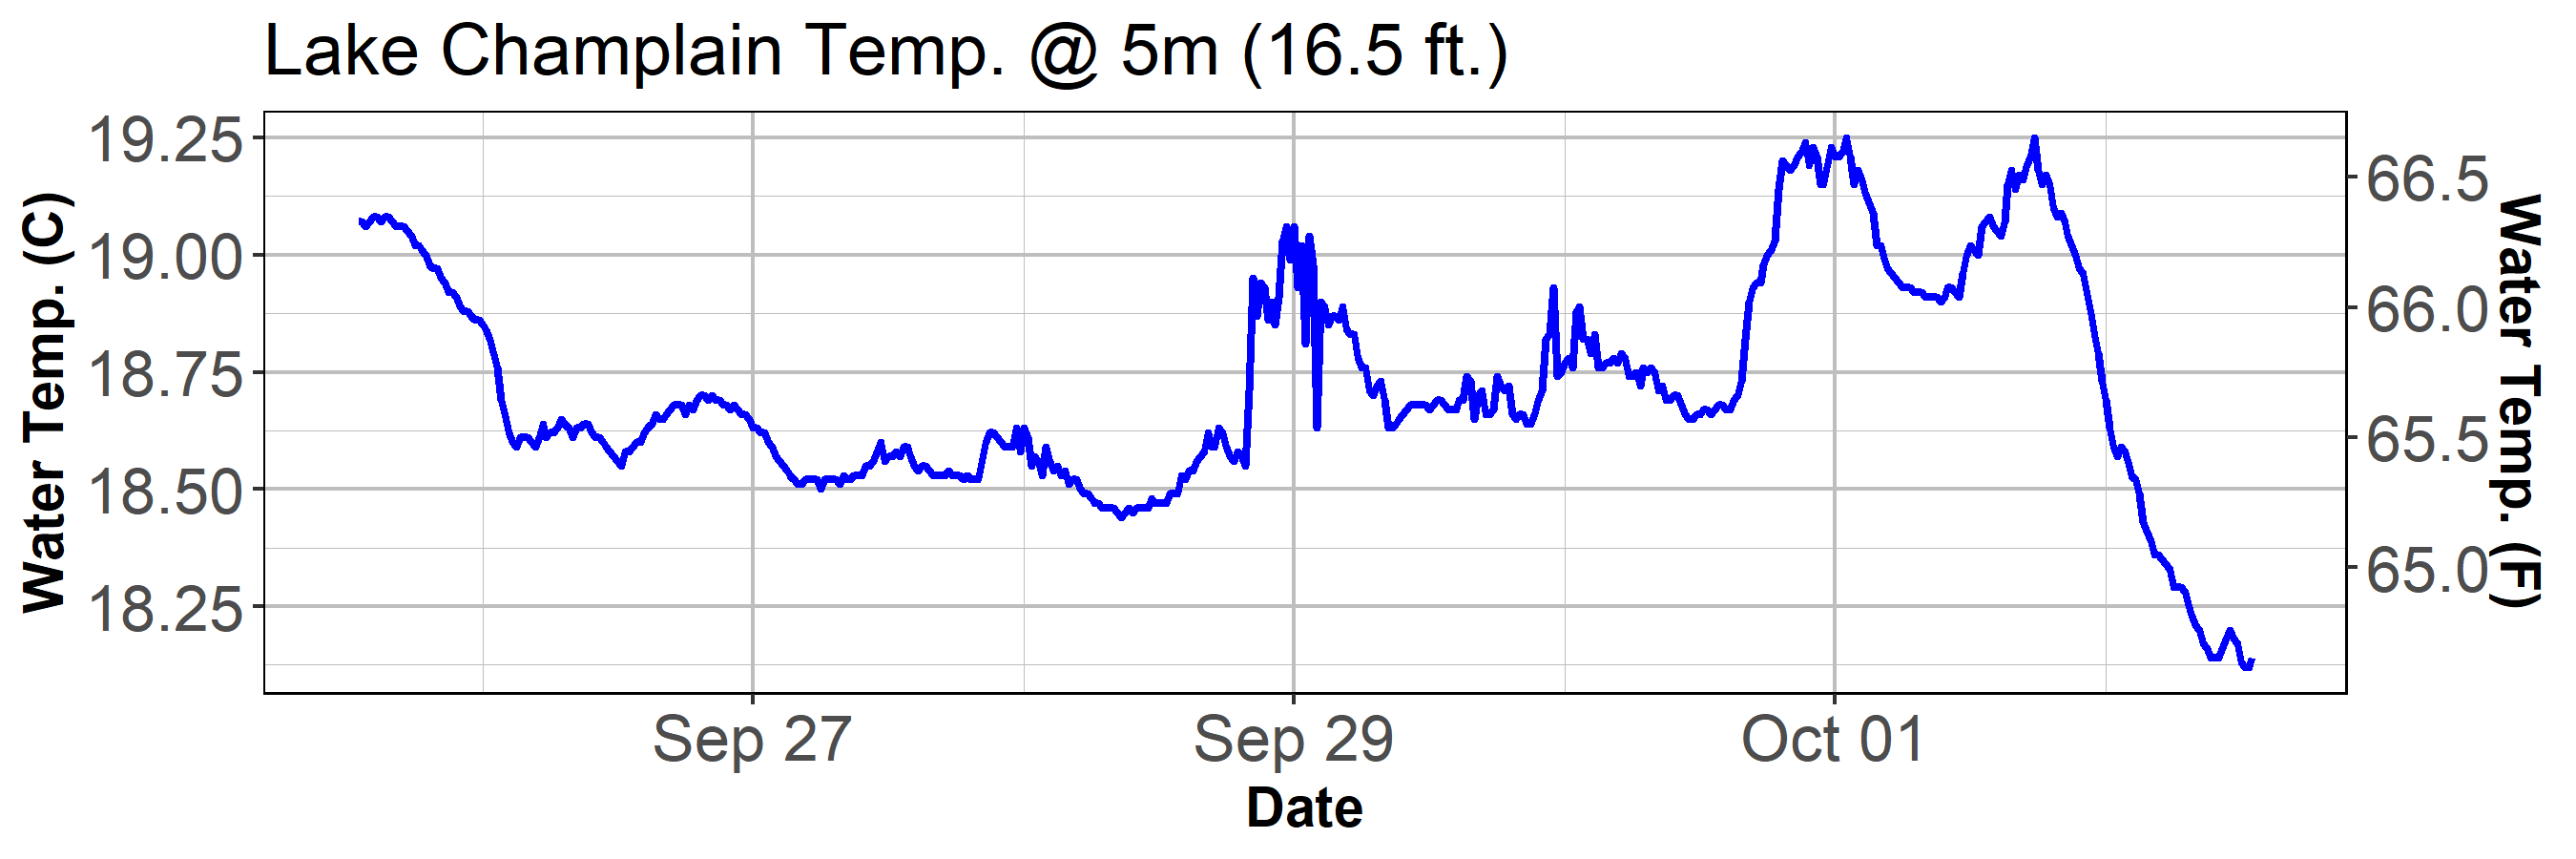 Lake Champlain Temp. @ 5m (16.5 ft.)
Water Temp. (C)
19.25
19.00
18.75
18.50
18.25
66.5
66.0
65.5
65.0
Water Temp. (F)
Sep 27
Sep 29
Oct 01
Date